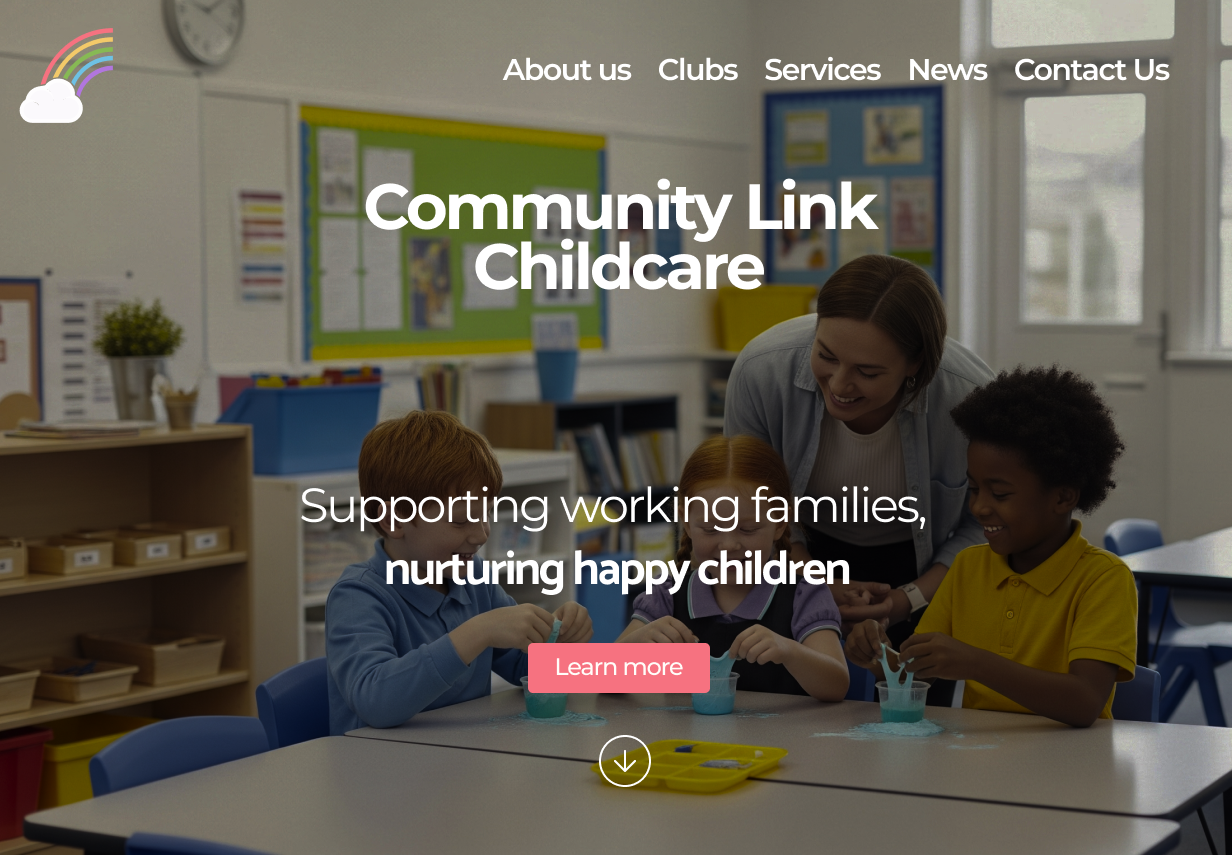 About us Clubs Services News Contact Us
Community Link
Childcare
Supporting working families,
nurturing happy children
Learn more